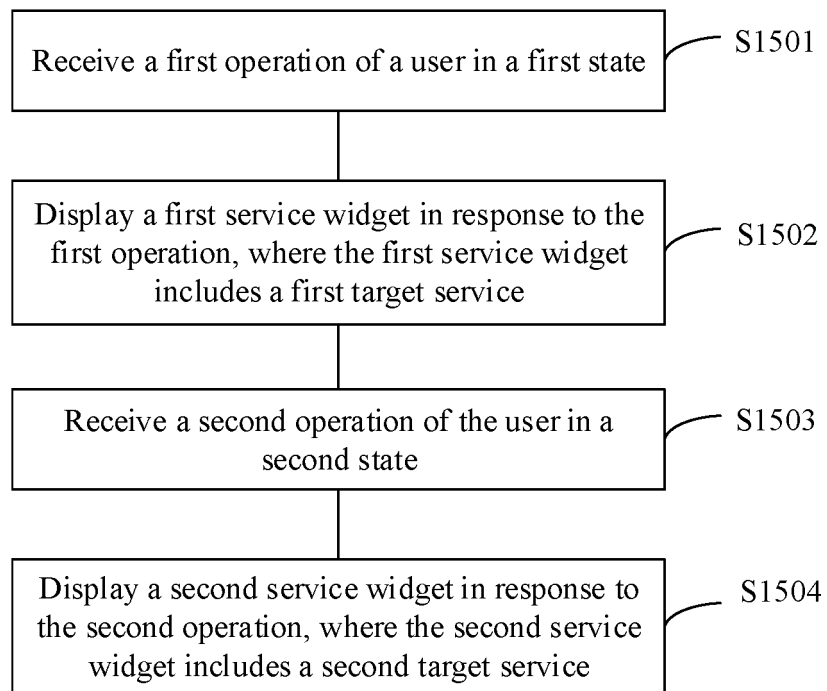 Receive a first operation of a user in a first state
S1501
Display a first service widget in response to the
first operation, where the first service widget
includes a first target service
S1502
Receive a second operation of the user in a
second state
S1503
Display a second service widget in response to
the second operation, where the second service
widget includes a second target service
S1504